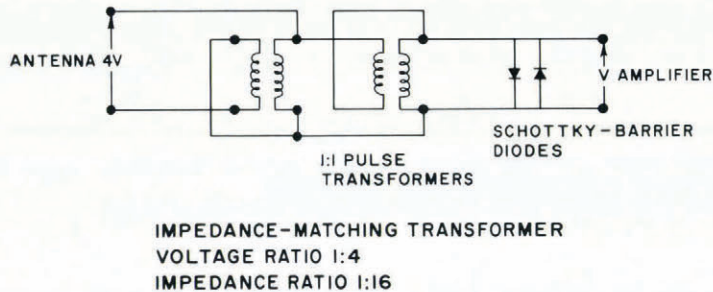 ANTENNA 4V
V AMPLIFIER
SCHOTTKY-BARRIER
DIODES
1:1 PULSE
TRANSFORMERS
IMPEDANCE-MATCHING TRANSFORMER
VOLTAGE RATIO 1:4
IMPEDANCE RATIO 1:16